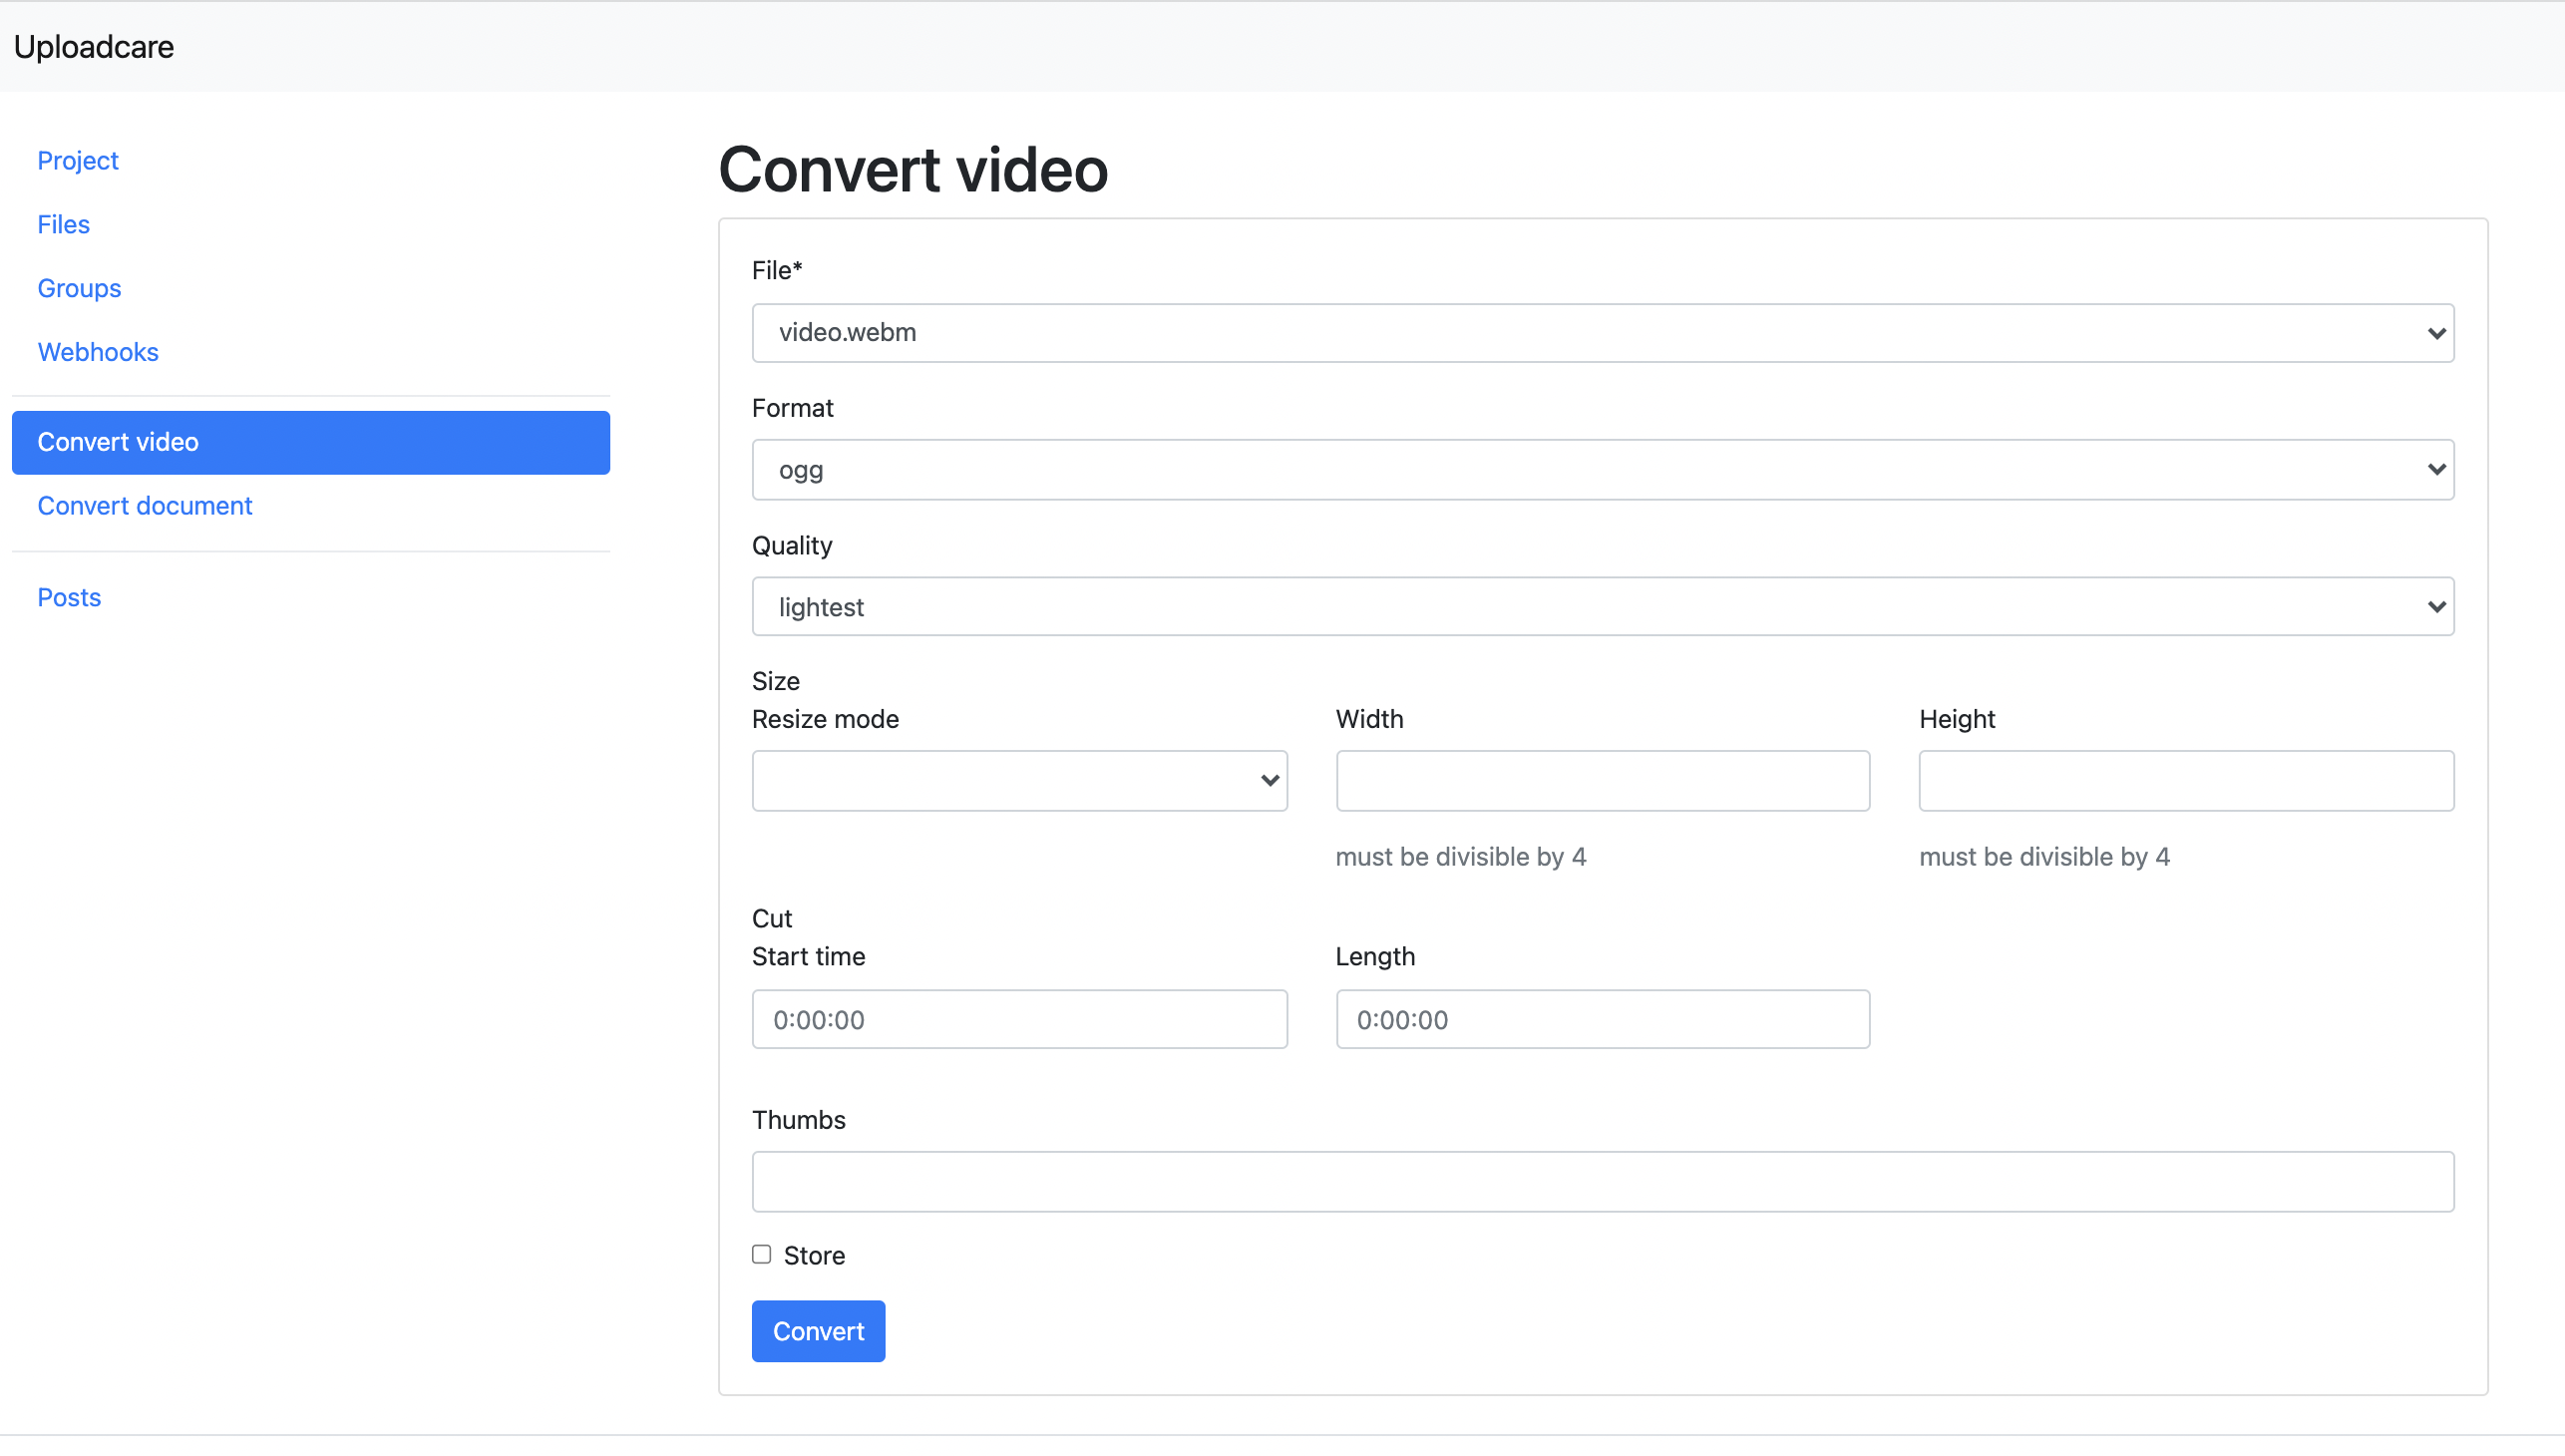 Uploadcare
Project
Files
Groups
Webhooks
Convert video
Convert document
Posts
Convert video
File*
video.webm
Format
ogg
Quality
lightest
Size
Resize mode
Width
Height
must be divisible by 4
must be divisible by 4
Cut
Start time
Length
0:00:00
0:00:00
Thumbs
Store
Convert